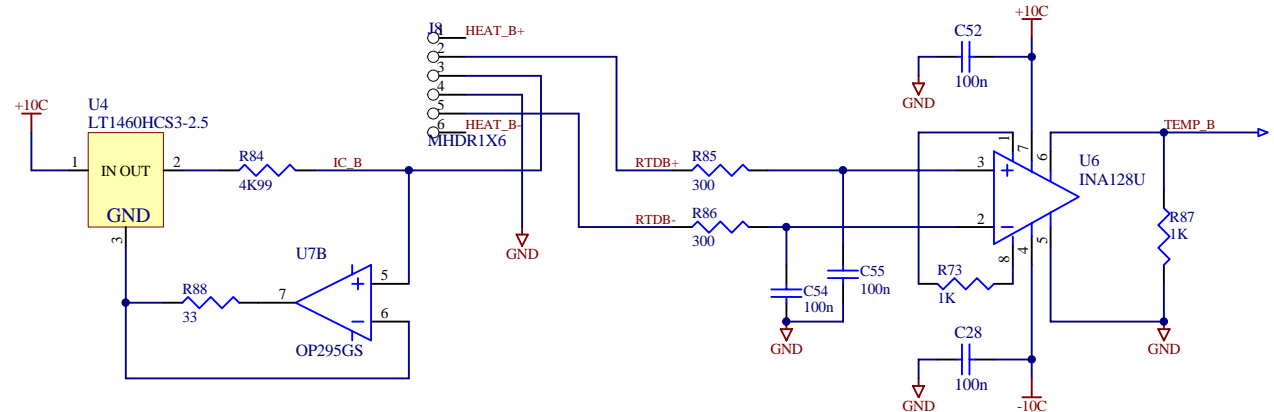 +10C
U4
LT1460HCS3-2.5
1
IN OUT
2
GND
3
R84
4K99
IC_B
U7B
5
6
7
OP295GS
R88
33
J8
1
HEAT_B+
2
3
4
5
6
HEAT_B-
MHDR1X6
GND
RTDB+
R85
300
RTDB-
R86
300
C54
100n
C55
100n
GND
+10C
C52
100n
GND
1
7
6
3
2
8
4
5
U6
INA128U
R73
1K
C28
100n
GND
-10C
TEMP_B
R87
1K
GND